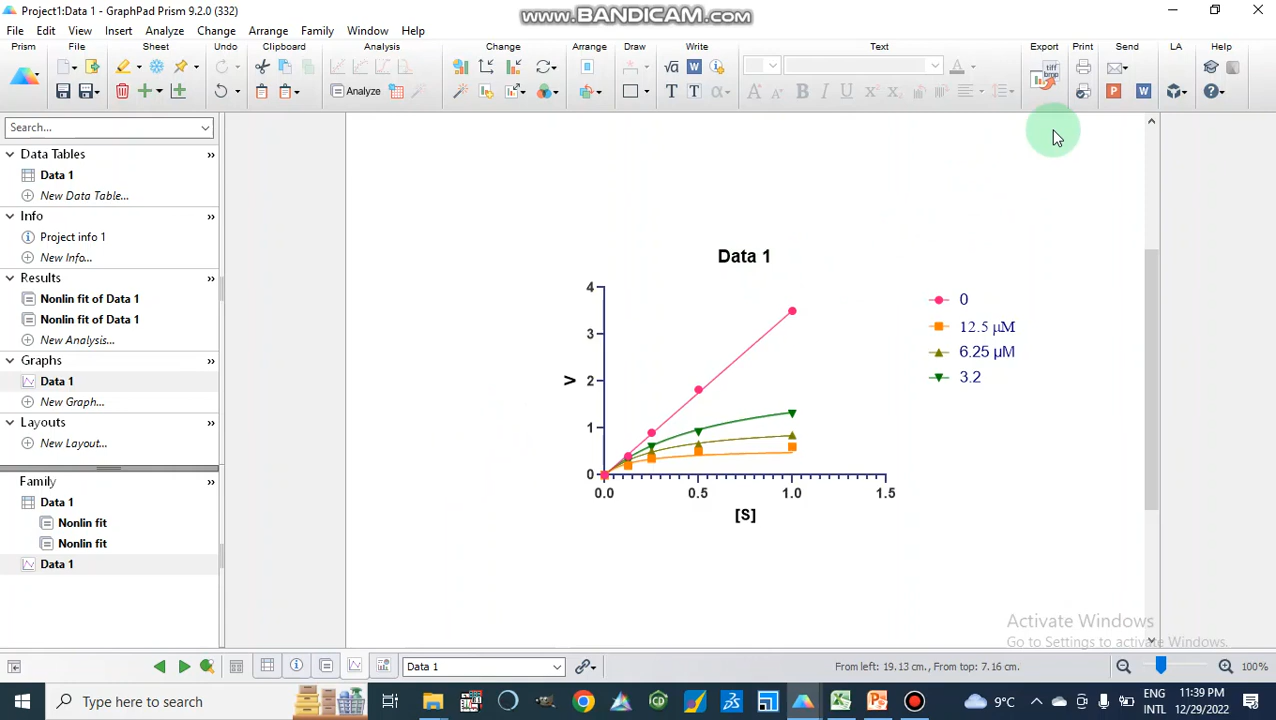 Project1:Data 1 - GraphPad Prism 9.2.0 (332)
www.BANDICAM.com
File Edit View Insert Analyze Change Arrange Family Window Help
Prism File Sheet Undo Clipboard Analysis Change Arrange Draw Write Text Export Print Send LA Help
Analyze
tiff
bmp
Search...
Data Tables
Data 1
New Data Table...
Info
Project info 1
New Info...
Results
Nonlin fit of Data 1
Nonlin fit of Data 1
New Analysis...
Graphs
Data 1
New Graph...
Layouts
New Layout...
Family
Data 1
Nonlin fit
Nonlin fit
Data 1
Data 1
4
3
2
1
0
V
0.0 0.5 1.0 1.5
[S]
0
12.5 μM
6.25 μM
3.2
Activate Windows
Go to Settings to activate Windows.
Data 1
From left: 19.13 cm, From top: 7.16 cm.
100%
Type here to search
9°C
ENG
INTL
11:39 PM
12/29/2022